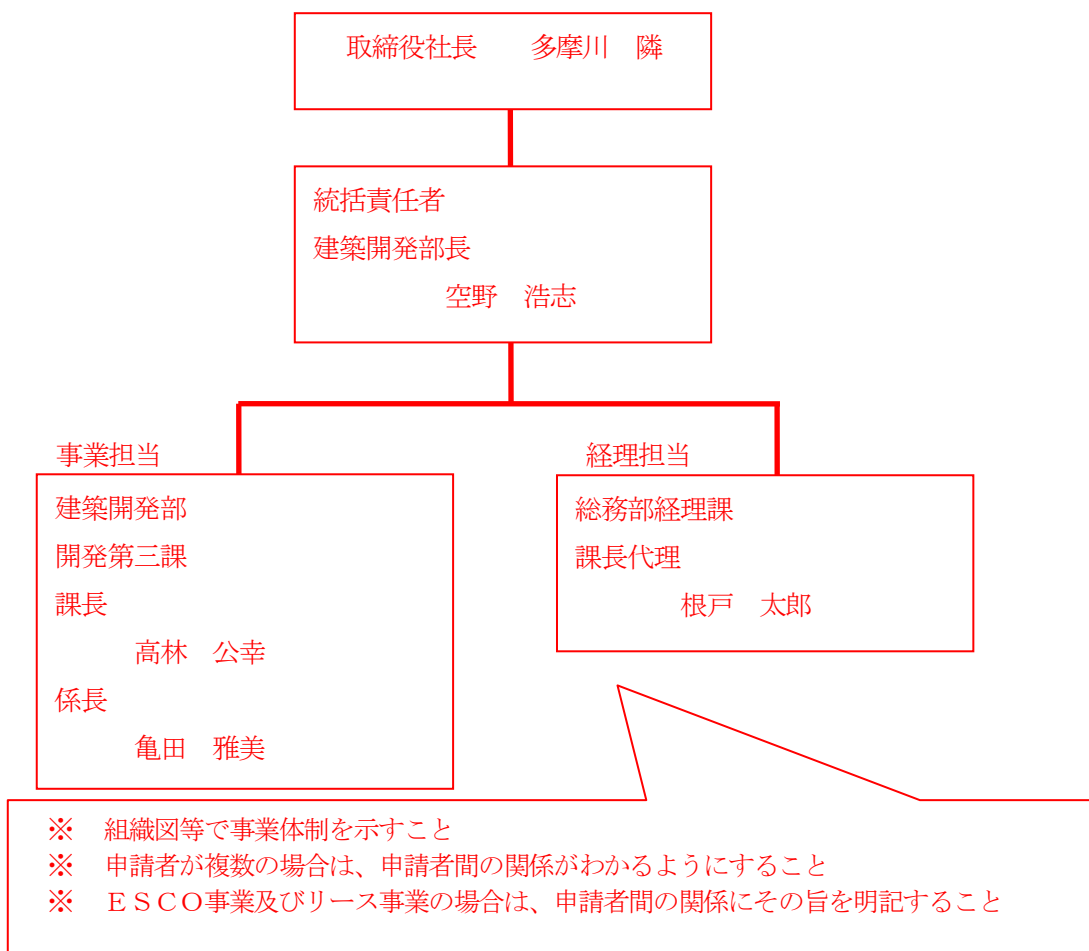 取締役社長　　多摩川　隣
統括責任者
建築開発部長
空野　浩志
事業担当
建築開発部
開発第三課
課長
高林　公幸
係長
亀田　雅美
経理担当
総務部経理課
課長代理
根戸　太郎
※　組織図等で事業体制を示すこと
※　申請者が複数の場合は、申請者間の関係がわかるようにすること
※　ＥＳＣＯ事業及びリース事業の場合は、申請者間の関係にその旨を明記すること